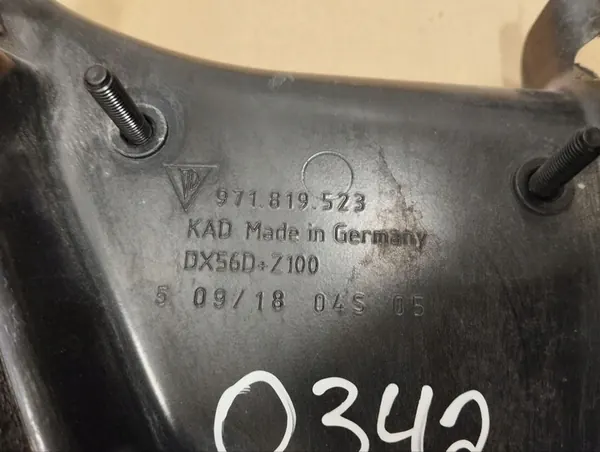 971.819.523
KAD Made in Germany
DX56D+Z100
5 09/18 04S 05
0342